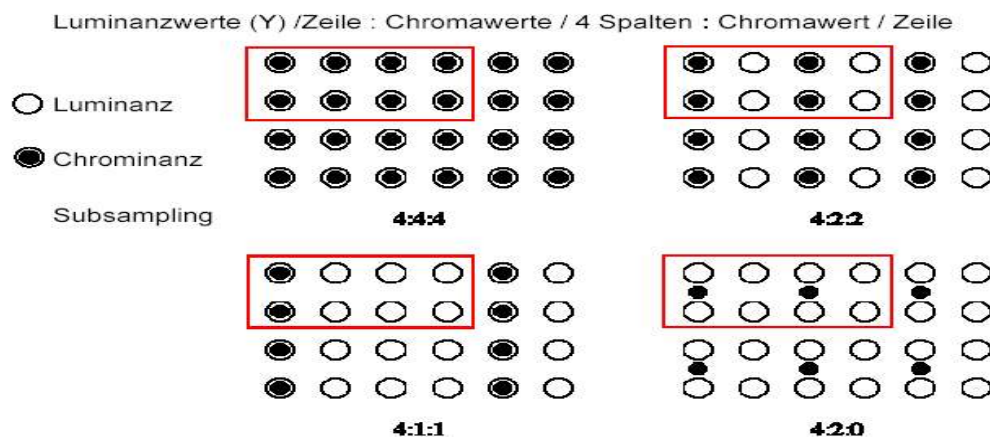 Luminanzwerte (Y) /Zeile : Chromawerte / 4 Spalten : Chromawert / Zeile
Luminanz
Chrominanz
Subsampling
4:4:4
4:2:2
4:1:1
4:2:0